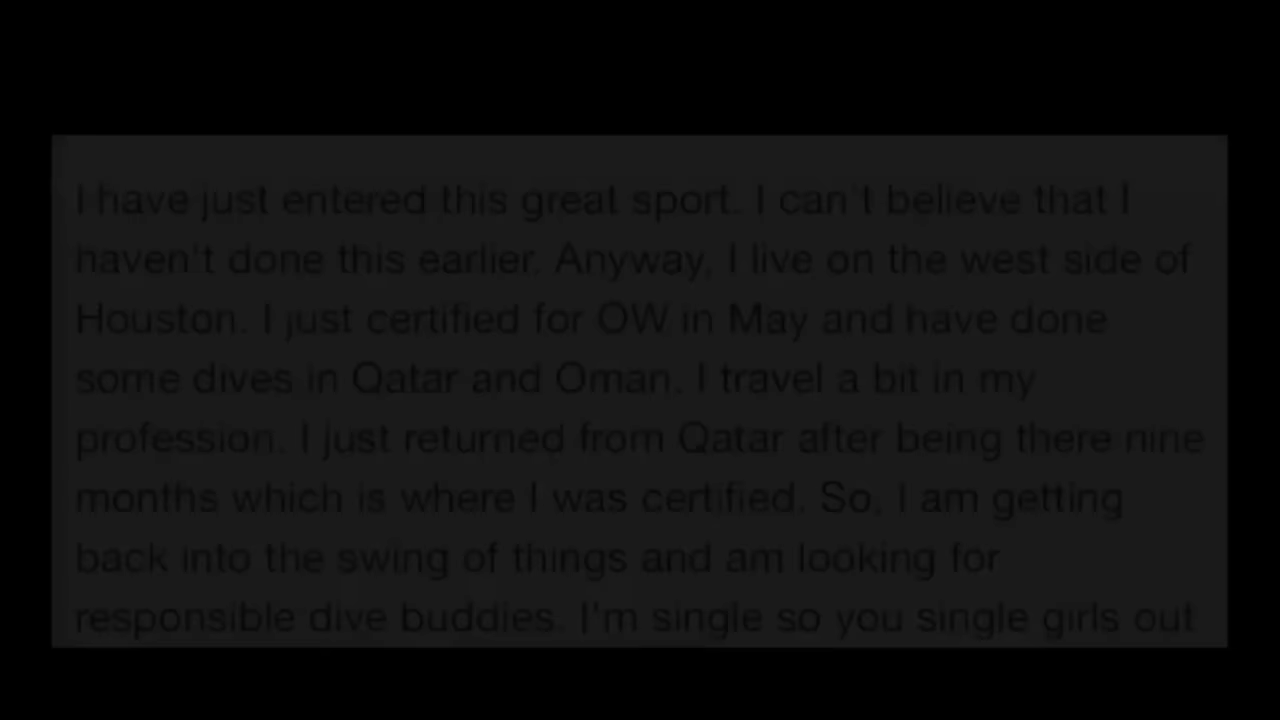 I have just entered this great sport. I can't believe that I
haven't done this earlier. Anyway, I live on the west side of
Houston. I just certified for OW in May and have done
some dives in Qatar and Oman. I travel a bit in my
profession. I just returned from Qatar after being there nine
months which is where I was certified. So, I am getting
back into the swing of things and am looking for
responsible dive buddies. I'm single so you single girls out